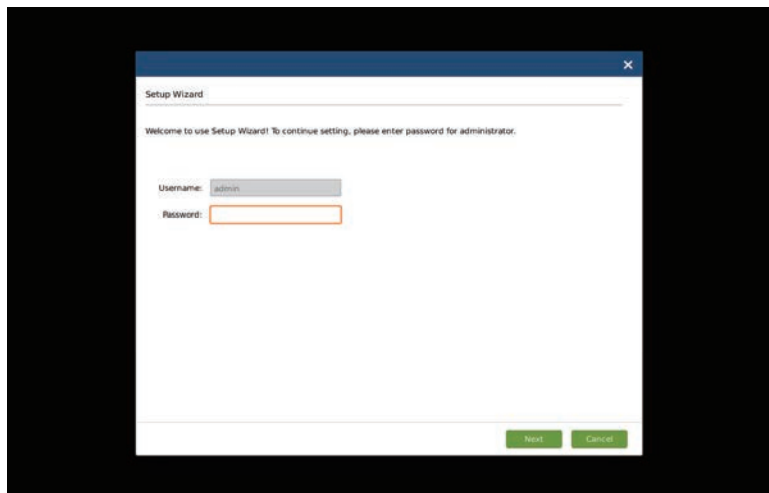 Setup Wizard
Welcome to use Setup Wizard! To continue setting, please enter password for administrator.
Username: admin
Password:
Next Cancel